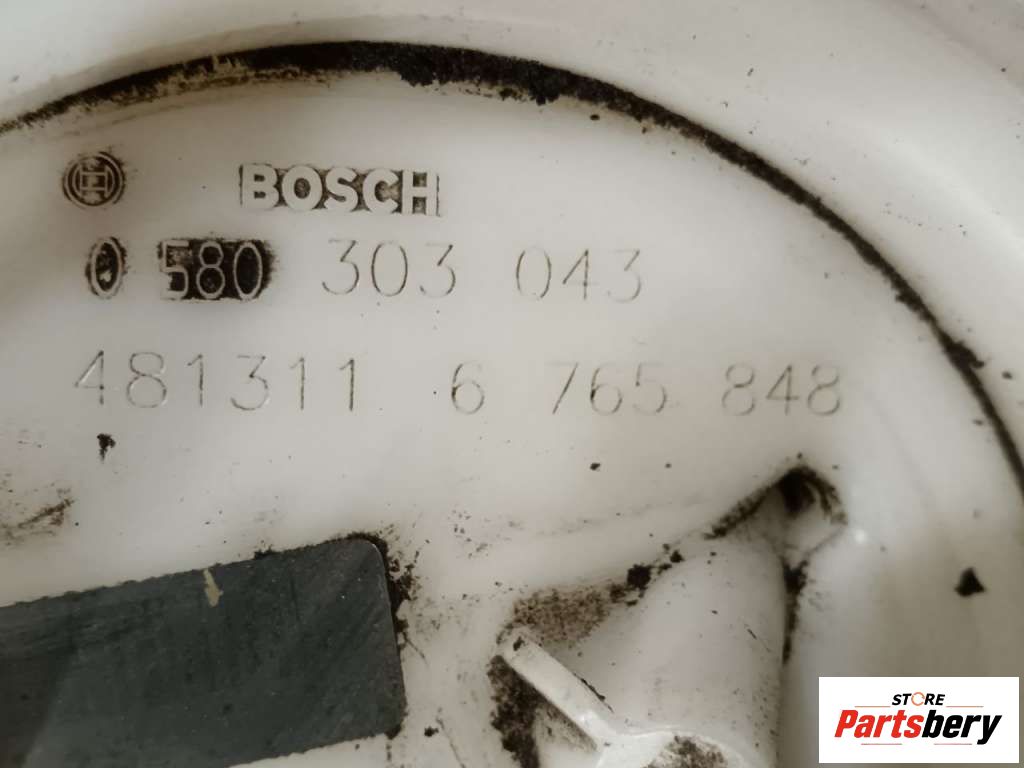 BOSCH
0 580 303 043
481311 6 765 848
STORE
Partsbery